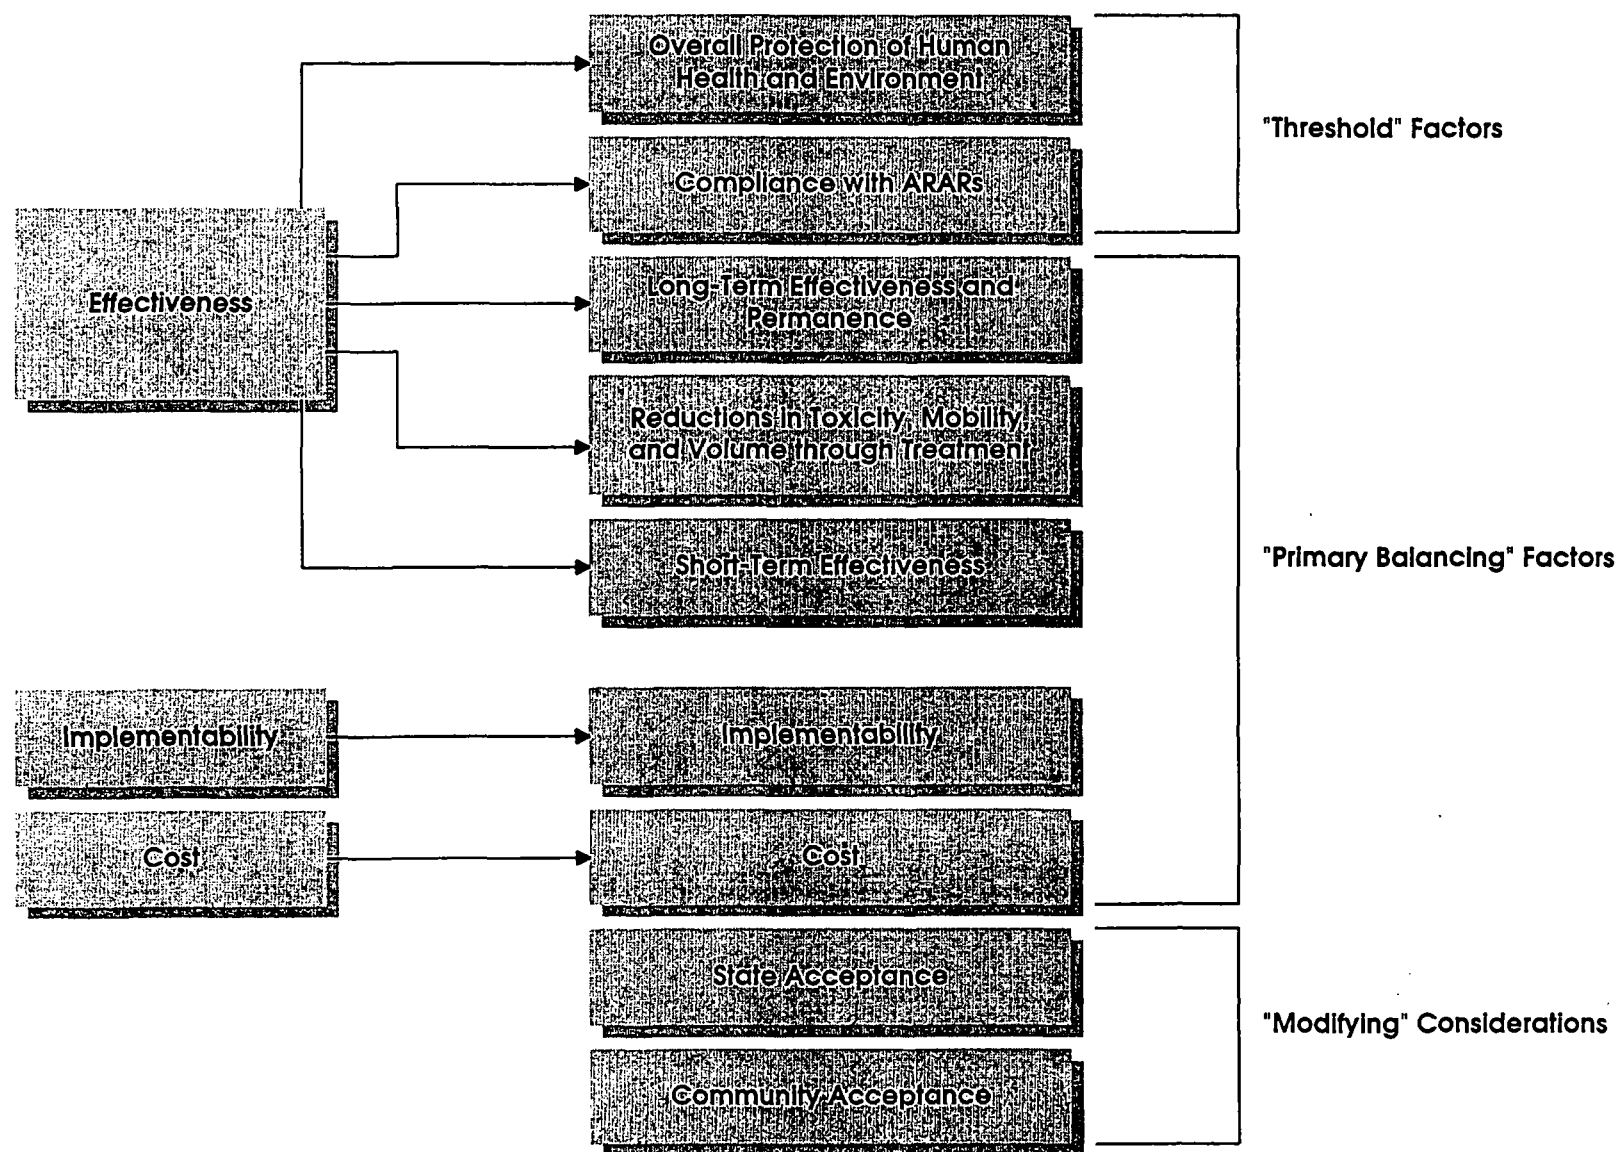 Overall Protection of Human
Health and Environment
Compliance with ARARs
"Threshold" Factors
Effectiveness
Long-Term Effectiveness and
Permanence
Reductions in Toxicity, Mobility,
and Volume through Treatment
Short-Term Effectiveness
"Primary Balancing" Factors
Implementability
Implementability
Cost
Cost
State Acceptance
Community Acceptance
"Modifying" Considerations